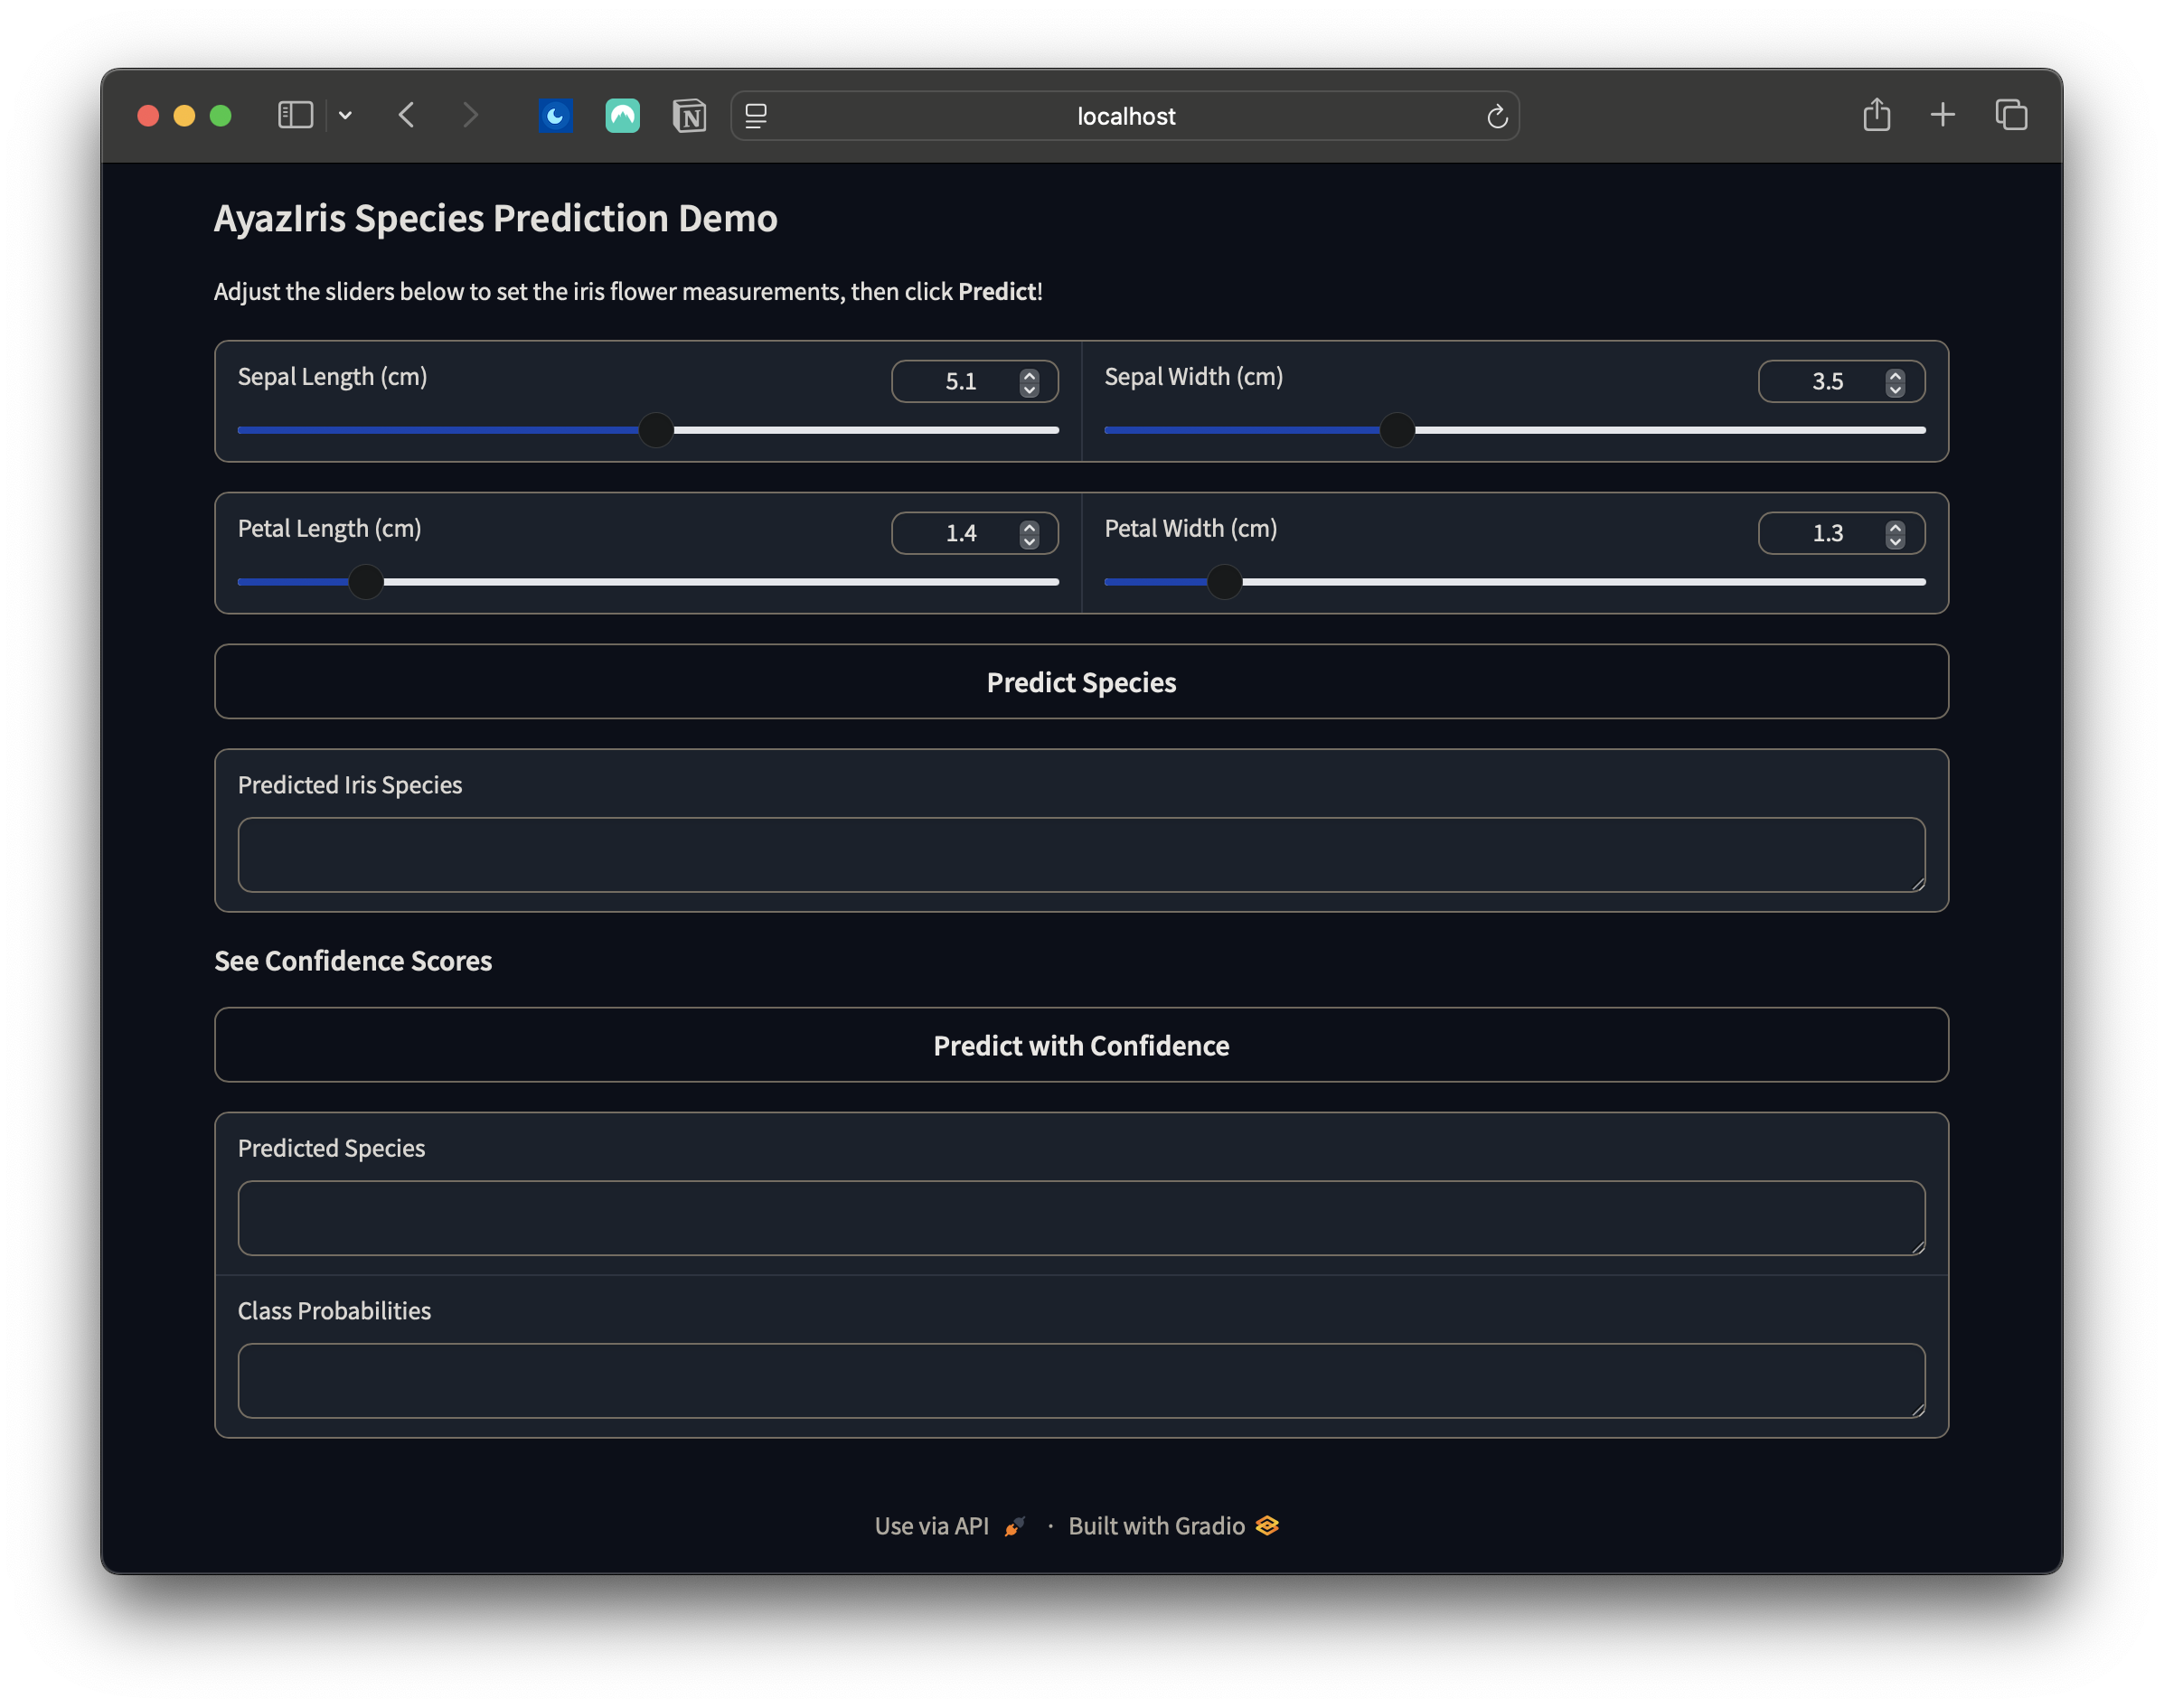 localhost
AyazIris Species Prediction Demo
Adjust the sliders below to set the iris flower measurements, then click Predict!
Sepal Length (cm) 5.1 Sepal Width (cm) 3.5
Petal Length (cm) 1.4 Petal Width (cm) 1.3
Predict Species
Predicted Iris Species
See Confidence Scores
Predict with Confidence
Predicted Species
Class Probabilities
Use via API · Built with Gradio